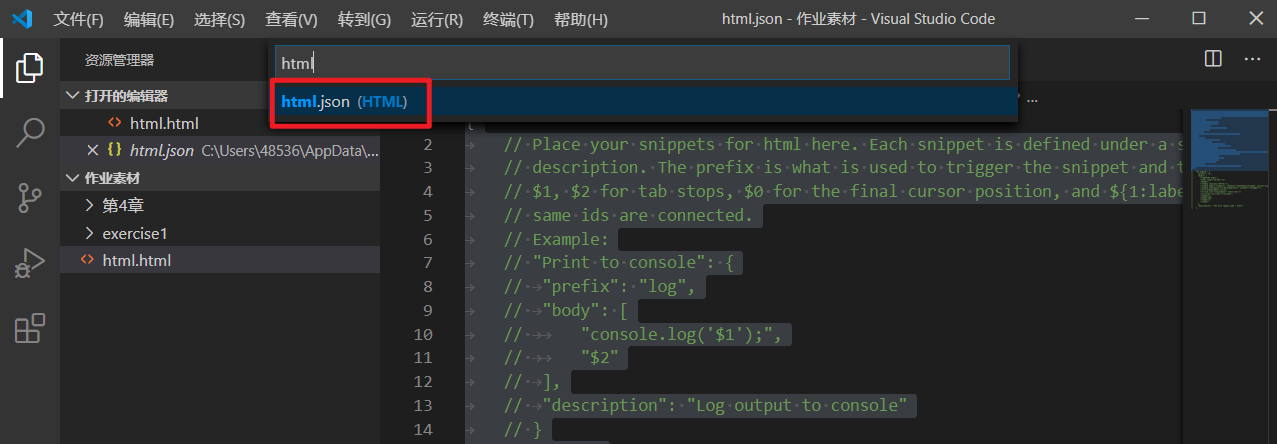 文件(F) 编辑(E) 选择(S) 查看(V) 转到(G) 运行(R) 终端(T) 帮助(H) html.json - 作业素材 - Visual Studio Code
资源管理器
html
html.json (HTML)
...
打开的编辑器
html.html
html.json C:\Users\48536\AppData\...
作业素材
第4章
exercise1
html.html
{
2 // Place your snippets for html here. Each snippet is defined under a s
3 // description. The prefix is what is used to trigger the snippet and t
4 // $1, $2 for tab stops, $0 for the final cursor position, and ${1:labe
5 // same ids are connected.
6 // Example:
7 // "Print to console": {
8 // "prefix": "log",
9 // "body": [
10 // "console.log('$1');",
11 // "$2"
12 // ],
13 // "description": "Log output to console"
14 // }